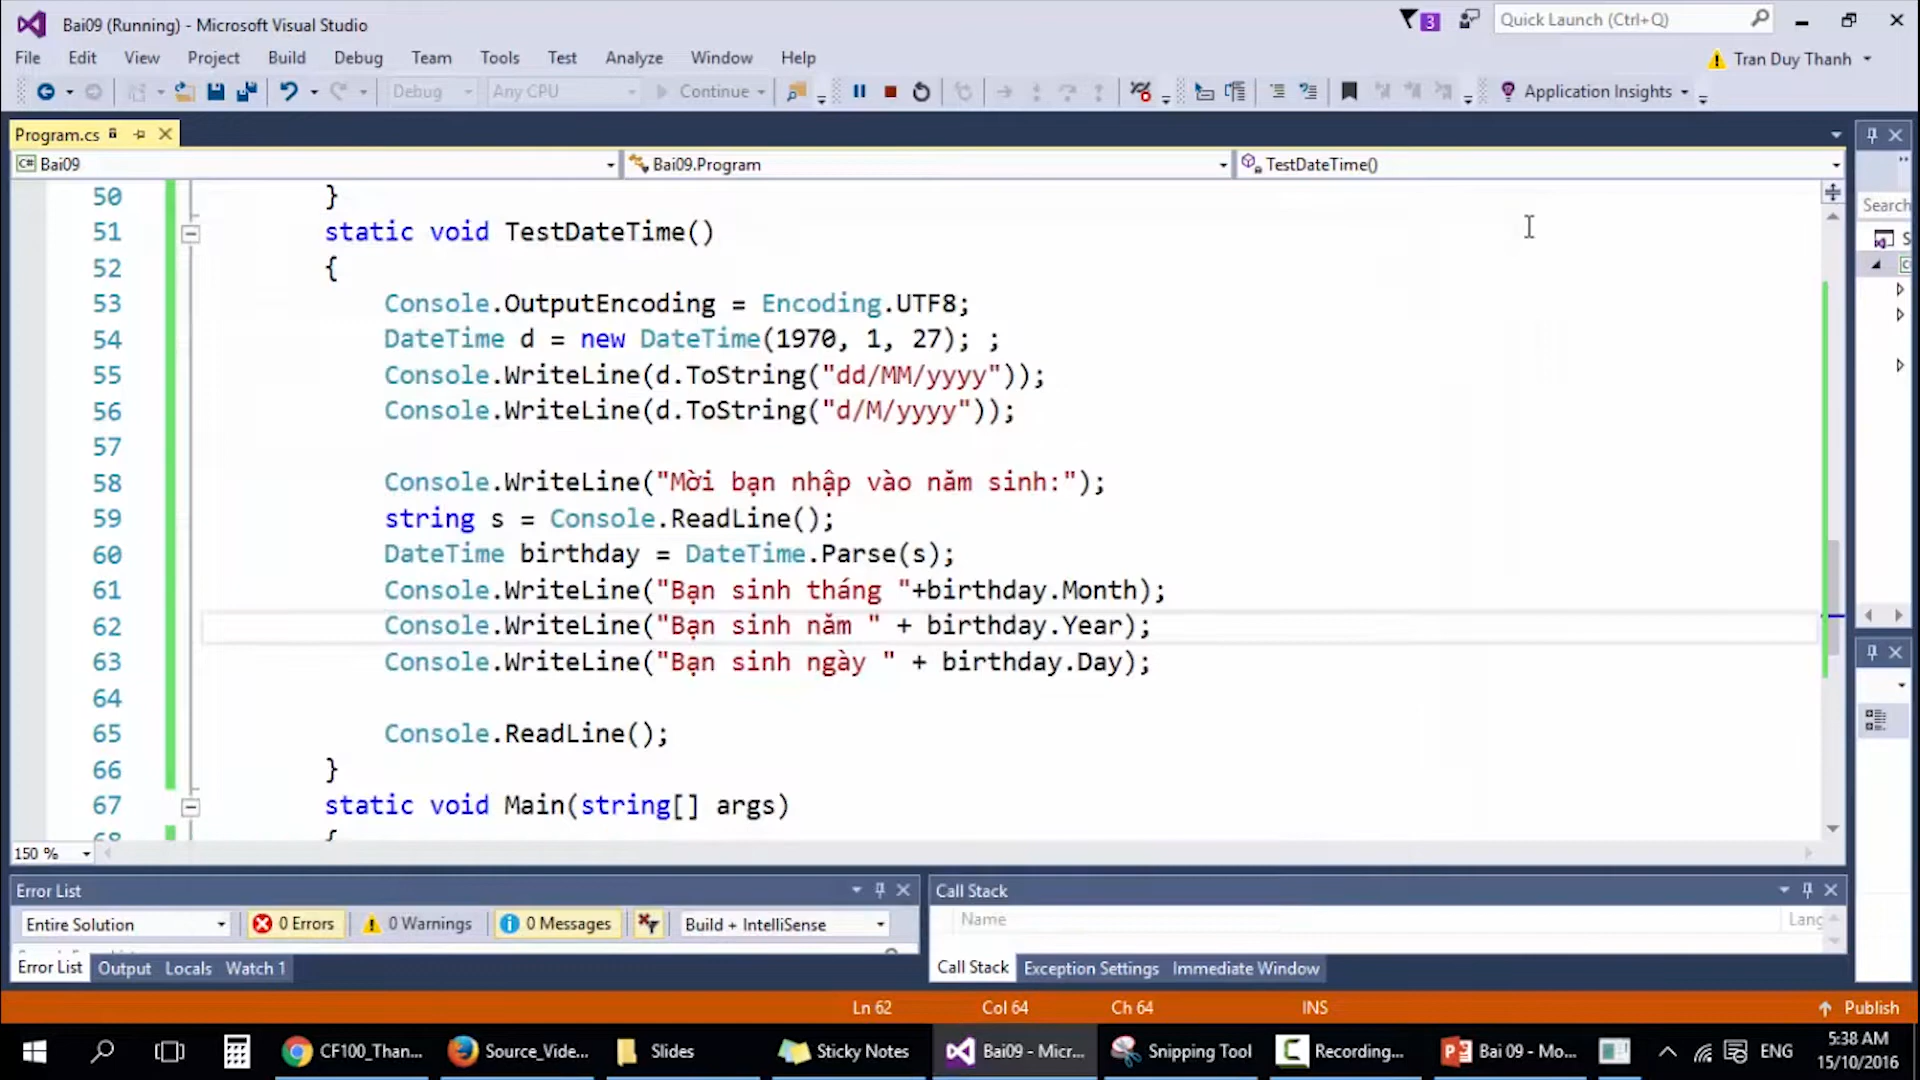 Bai09 (Running) - Microsoft Visual Studio
3
Quick Launch (Ctrl+Q)
File Edit View Project Build Debug Team Tools Test Analyze Window Help
Tran Duy Thanh
Debug Any CPU Continue Application Insights
Program.cs
Bai09 Bai09.Program TestDateTime()
Search
50 }
51 static void TestDateTime()
52 {
53 Console.OutputEncoding = Encoding.UTF8;
54 DateTime d = new DateTime(1970, 1, 27); ;
55 Console.WriteLine(d.ToString("dd/MM/yyyy"));
56 Console.WriteLine(d.ToString("d/M/yyyy"));
57
58 Console.WriteLine("Mời bạn nhập vào năm sinh:");
59 string s = Console.ReadLine();
60 DateTime birthday = DateTime.Parse(s);
61 Console.WriteLine("Bạn sinh tháng "+birthday.Month);
62 Console.WriteLine("Bạn sinh năm " + birthday.Year);
63 Console.WriteLine("Bạn sinh ngày " + birthday.Day);
64
65 Console.ReadLine();
66 }
67 static void Main(string[] args)
68 {
150 %
Error List
Entire Solution 0 Errors 0 Warnings 0 Messages Build + IntelliSense
Error List Output Locals Watch 1
Call Stack
Name Lang
Call Stack Exception Settings Immediate Window
Ln 62 Col 64 Ch 64 INS Publish
CF100_Than... Source_Vide... Slides Sticky Notes Bai09 - Micr... Snipping Tool Recording... Bai 09 - Mo... ENG
5:38 AM
15/10/2016